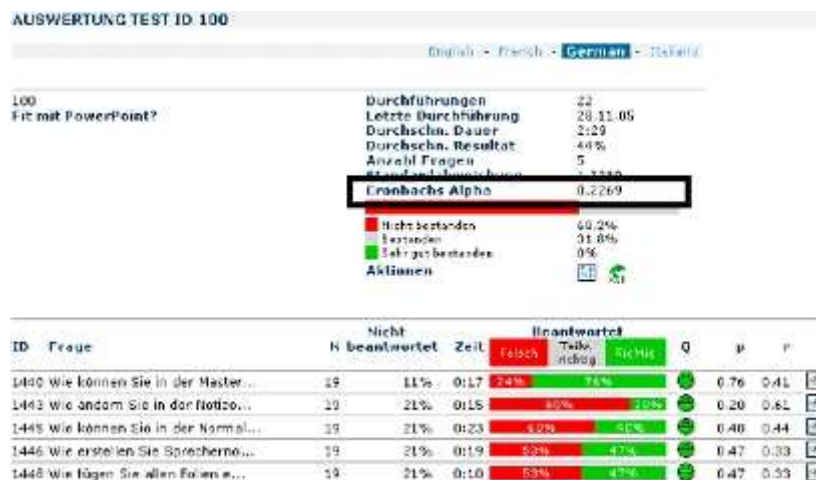 AUSWERTUNG TEST ID 100
English - French - German - Italiano
100
Fit mit PowerPoint?
Durchführungen 22
Letzte Durchführung 28.11.05
Durchschn. Dauer 2:29
Durchschn. Resultat 44%
Anzahl Fragen 5
Standardabweichung
Cronbachs Alpha 0.2269
Nicht bestanden 68.2%
Bestanden 31.8%
Sehr gut bestanden 0%
Aktionen
ID Frage N Nicht beantwortet Zeit Beantwortet Falsch Teilw. richtig Richtig Q p r
1440 Wie können Sie in der Master... 19 11% 0:17 24% 76% 0.76 0.41
1443 Wie ändern Sie in der Notize... 19 21% 0:15 80% 20% 0.20 0.61
1445 Wie können Sie in der Normal... 19 21% 0:23 60% 40% 0.40 0.44
1446 Wie erstellen Sie Sprecherno... 19 21% 0:19 53% 47% 0.47 0.33
1448 Wie fügen Sie allen Folien e... 19 21% 0:18 53% 47% 0.47 0.33